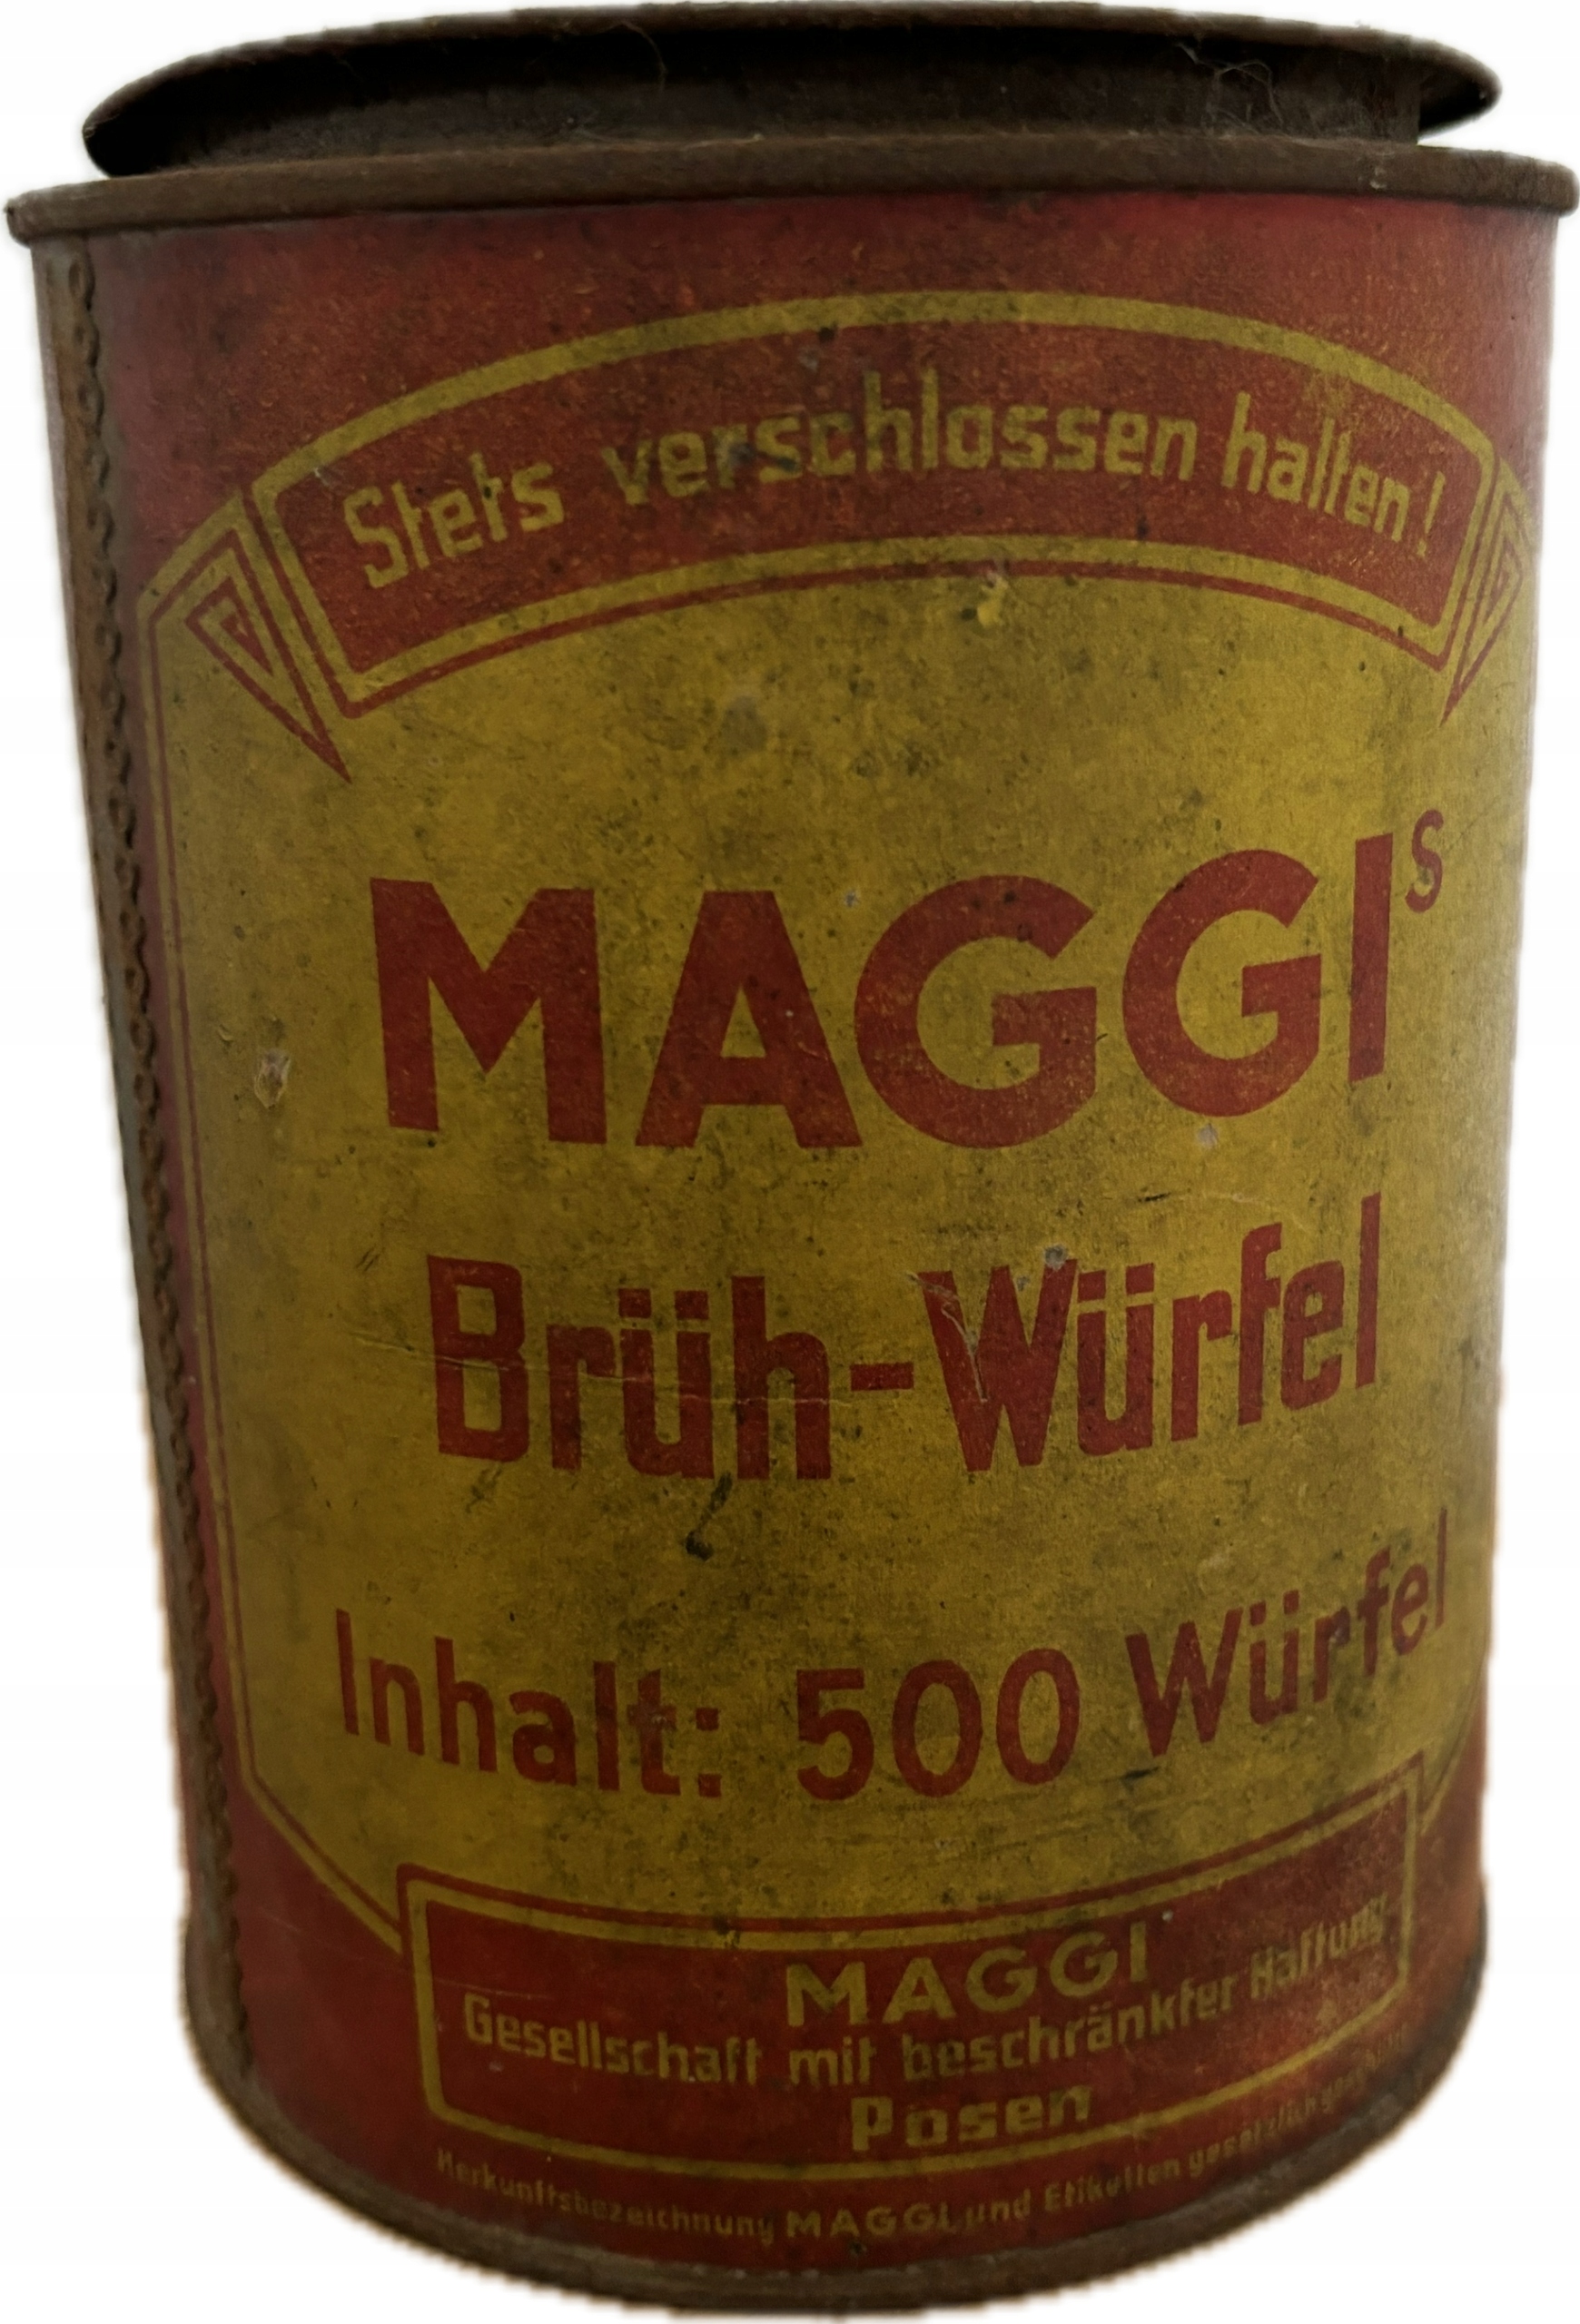 Stets verschlossen halten!
MAGGIS
Brüh-Würfel
Inhalt: 500 Würfel
MAGGI
Gesellschaft mit beschränkter Haftung
Posen
Herkunftsbezeichnung MAGGI und Etiketten gesetzlich